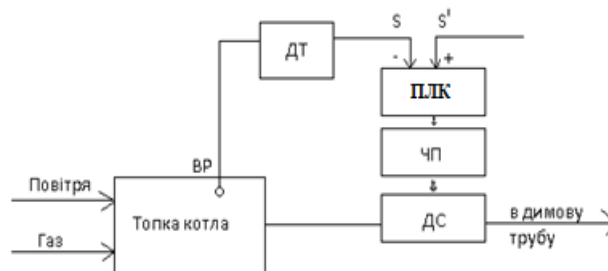 S
S'
ДТ
-
+
ПЛК
ЧП
ВР
Повітря
Топка котла
Газ
ДС
в димову
трубу